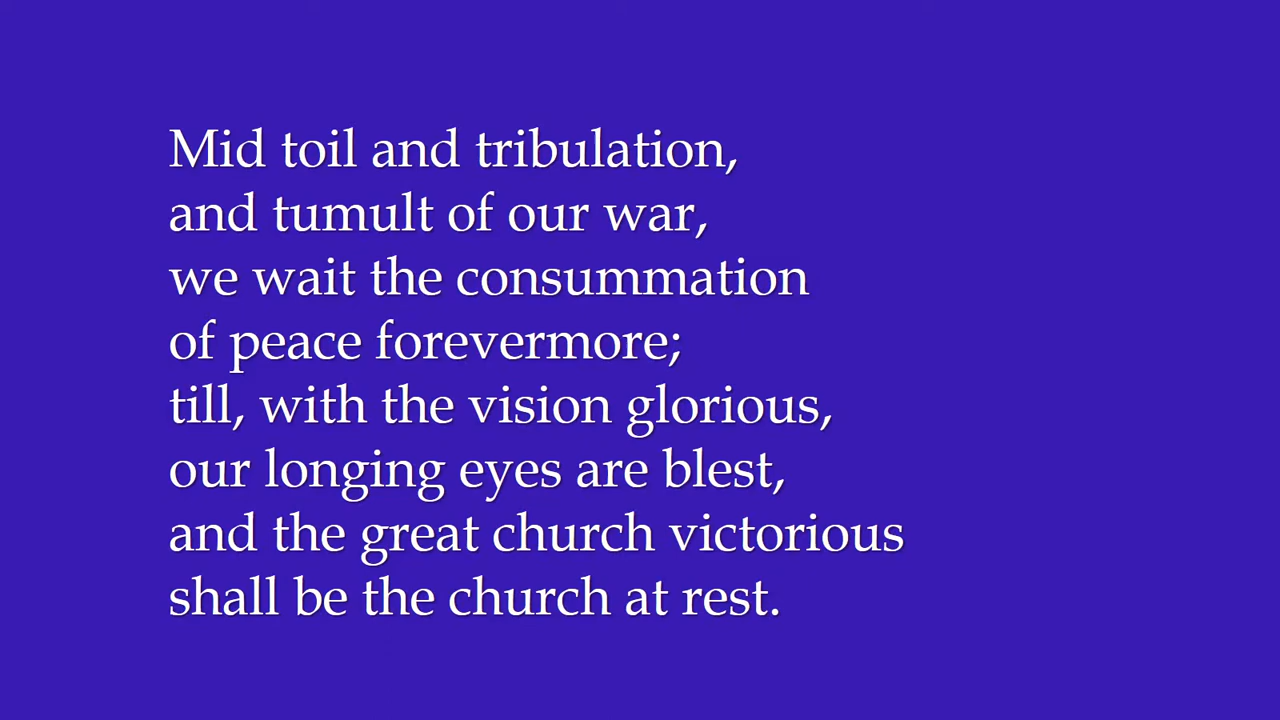 Mid toil and tribulation,
and tumult of our war,
we wait the consummation
of peace forevermore;
till, with the vision glorious,
our longing eyes are blest,
and the great church victorious
shall be the church at rest.